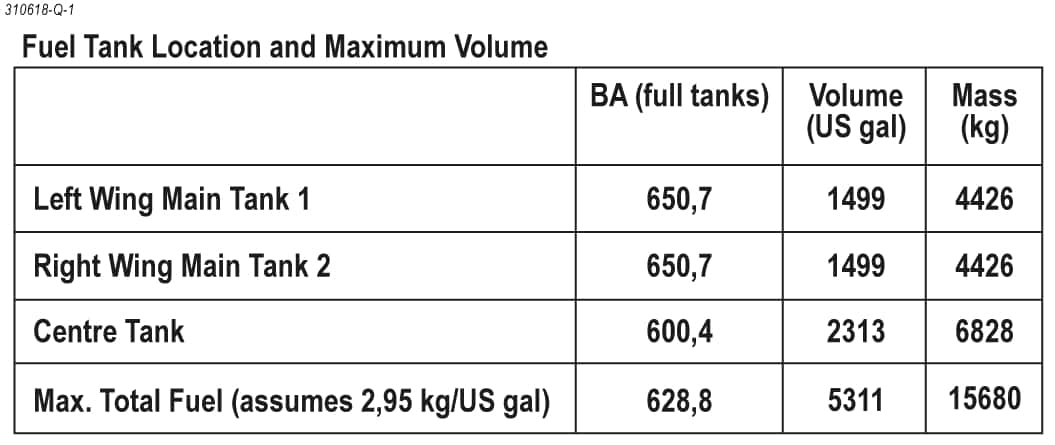 310618-Q-1
Fuel Tank Location and Maximum Volume
BA (full tanks) Volume (US gal) Mass (kg)
Left Wing Main Tank 1 650,7 1499 4426
Right Wing Main Tank 2 650,7 1499 4426
Centre Tank 600,4 2313 6828
Max. Total Fuel (assumes 2,95 kg/US gal) 628,8 5311 15680